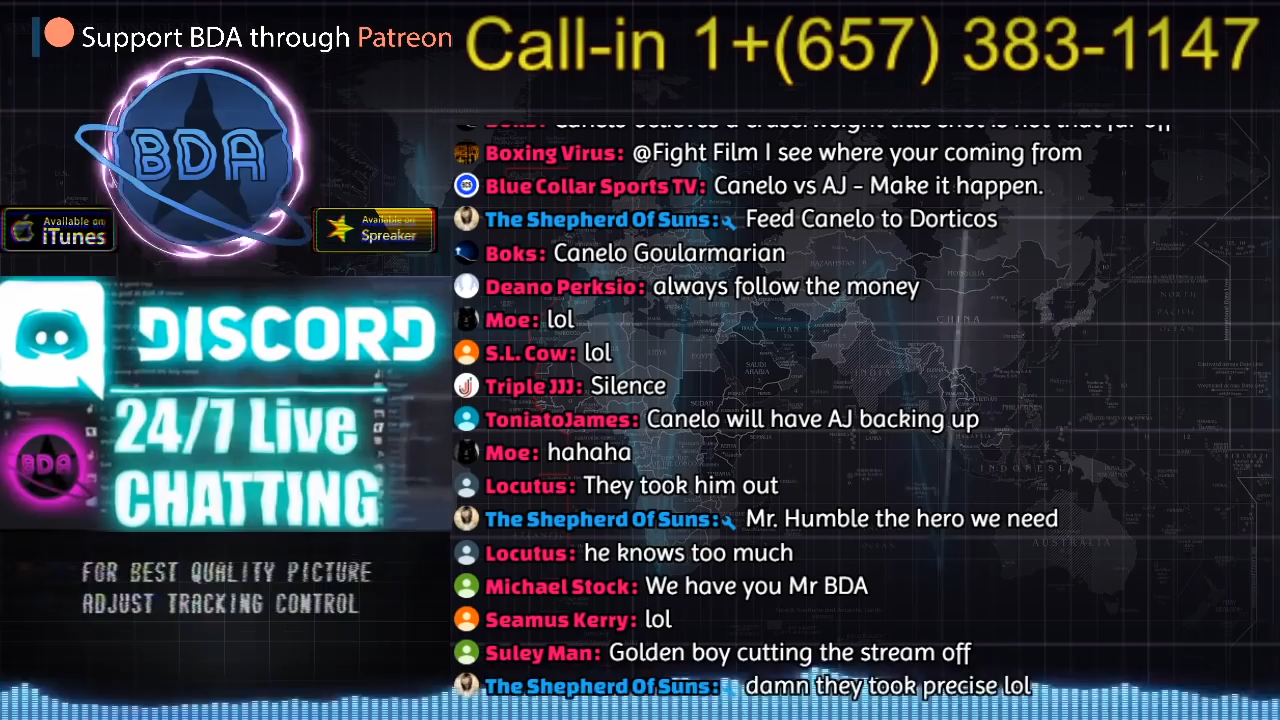 Support BDA through Patreon
Call-in 1+(657) 383-1147
BDA
Available on
iTunes
Available on
Spreaker
DISCORD
24/7 Live
CHATTING
BDA
FOR BEST QUALITY PICTURE
ADJUST TRACKING CONTROL
Boxing Virus: @Fight Film I see where your coming from
Blue Collar Sports TV: Canelo vs AJ - Make it happen.
The Shepherd Of Suns: Feed Canelo to Dorticos
Boks: Canelo Goularmarian
Deano Perksio: always follow the money
Moe: lol
S.L. Cow: lol
Triple JJJ: Silence
ToniatoJames: Canelo will have AJ backing up
Moe: hahaha
Locutus: They took him out
The Shepherd Of Suns: Mr. Humble the hero we need
Locutus: he knows too much
Michael Stock: We have you Mr BDA
Seamus Kerry: lol
Suley Man: Golden boy cutting the stream off
The Shepherd Of Suns: damn they took precise lol